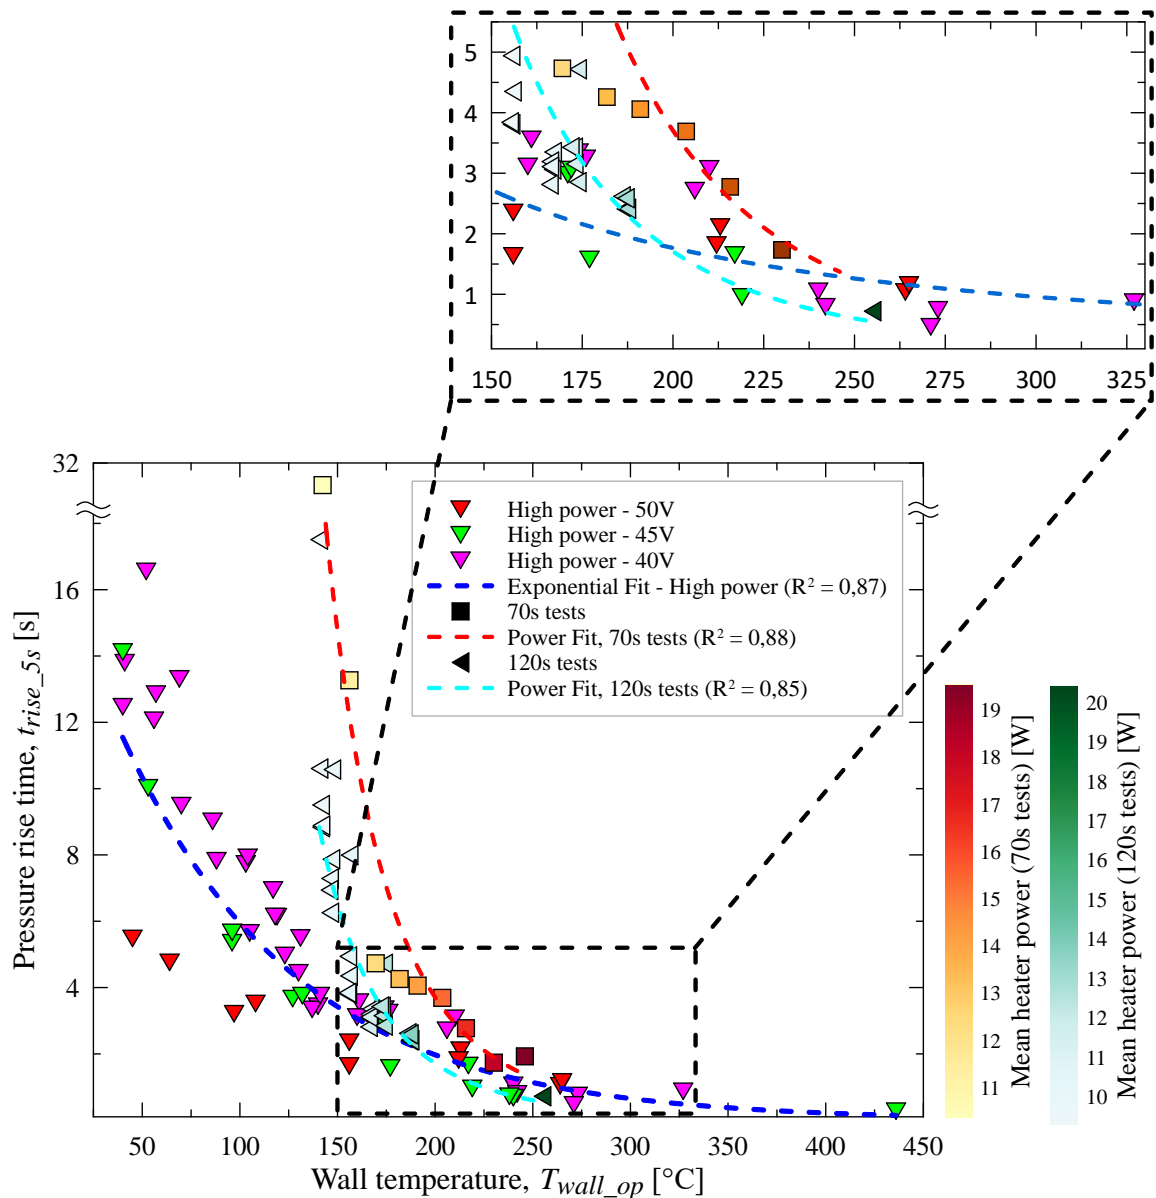 5
4
3
2
1
150 175 200 225 250 275 300 325
32
16
12
8
4
Pressure rise time, t_rise_5s [s]
High power - 50V
High power - 45V
High power - 40V
Exponential Fit - High power (R² = 0,87)
70s tests
Power Fit, 70s tests (R² = 0,88)
120s tests
Power Fit, 120s tests (R² = 0,85)
50 100 150 200 250 300 350 400 450
Wall temperature, T_wall_op [°C]
19
18
17
16
15
14
13
12
11
Mean heater power (70s tests) [W]
20
19
18
17
16
15
14
13
12
11
10
Mean heater power (120s tests) [W]